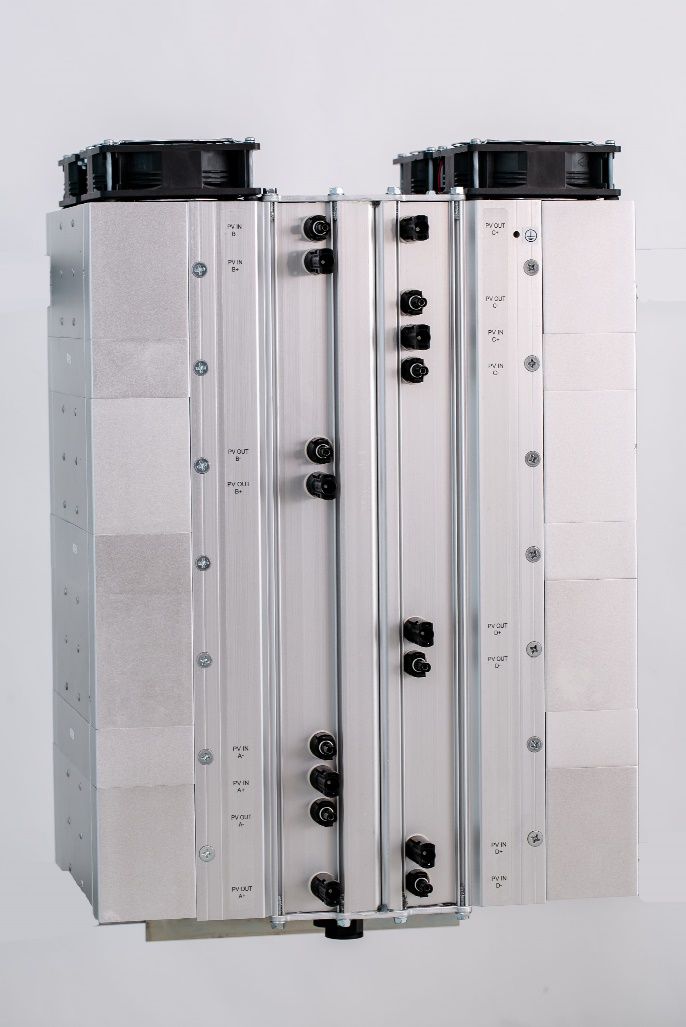 PV IN
B
PV IN
B+
PV OUT
B-
PV OUT
B+
PV IN
A-
PV IN
A+
PV OUT
A-
PV OUT
A+
PV OUT
C+
PV OUT
C
PV IN
C+
PV IN
C-
PV OUT
D+
PV OUT
D-
PV IN
D+
PV IN
D-